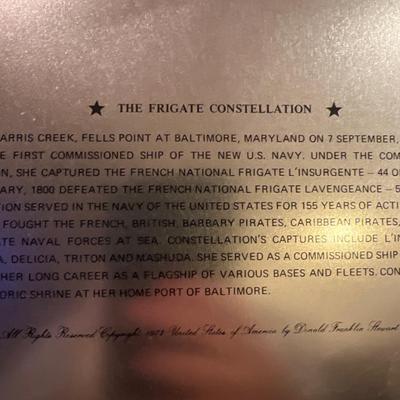 ★ THE FRIGATE CONSTELLATION ★
ARRIS CREEK, FELLS POINT AT BALTIMORE, MARYLAND ON 7 SEPTEMBER,
E FIRST COMMISSIONED SHIP OF THE NEW U.S. NAVY. UNDER THE COM
N, SHE CAPTURED THE FRENCH NATIONAL FRIGATE L'INSURGENTE – 44 ON
ARY, 1800 DEFEATED THE FRENCH NATIONAL FRIGATE LAVENGEANCE – 5
TION SERVED IN THE NAVY OF THE UNITED STATES FOR 155 YEARS OF ACTI
FOUGHT THE FRENCH, BRITISH, BARBARY PIRATES, CARIBBEAN PIRATES,
TE NAVAL FORCES AT SEA. CONSTELLATION'S CAPTURES INCLUDE L'IN
A, DELICIA, TRITON AND MASHUDA. SHE SERVED AS A COMMISSIONED SHIP
HER LONG CAREER AS A FLAGSHIP OF VARIOUS BASES AND FLEETS. CON
ORIC SHRINE AT HER HOME PORT OF BALTIMORE.
All Rights Reserved Copyright 1972 United States of America by Donald Franklin Stewart